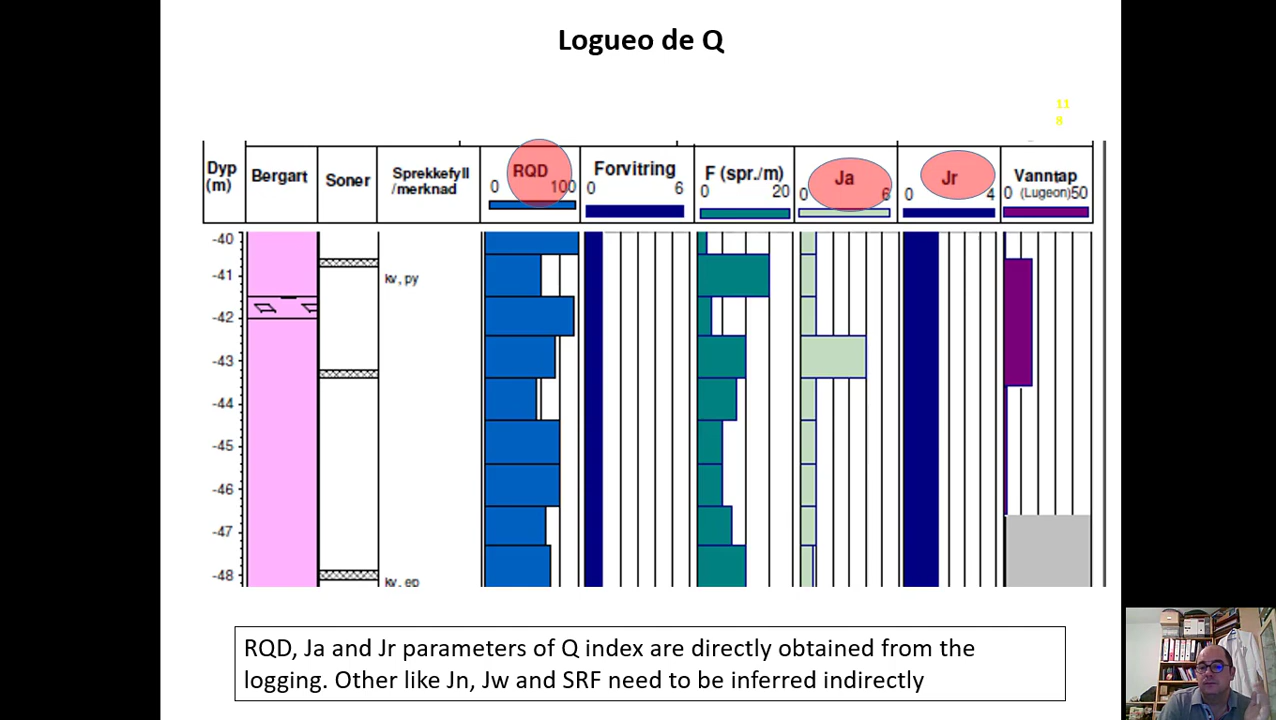 Logueo de Q
11
8
Dyp
(m)
Bergart
Soner
Sprekkefyll
/merknad
RQD
0 100
Forvitring
0 6
F (spr./m)
0 20
Ja
0 6
Jr
0 4
Vanntap
0 (Lugeon) 50
-40
-41
kv, py
-42
-43
-44
-45
-46
-47
-48
kv, ep
RQD, Ja and Jr parameters of Q index are directly obtained from the
logging. Other like Jn, Jw and SRF need to be inferred indirectly